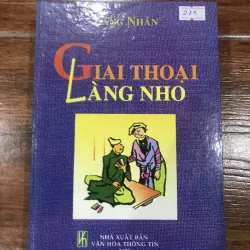 NHÂN
GIAI THOẠI
LÀNG NHO
NHÀ XUẤT BẢN
VĂN HÓA THÔNG TIN